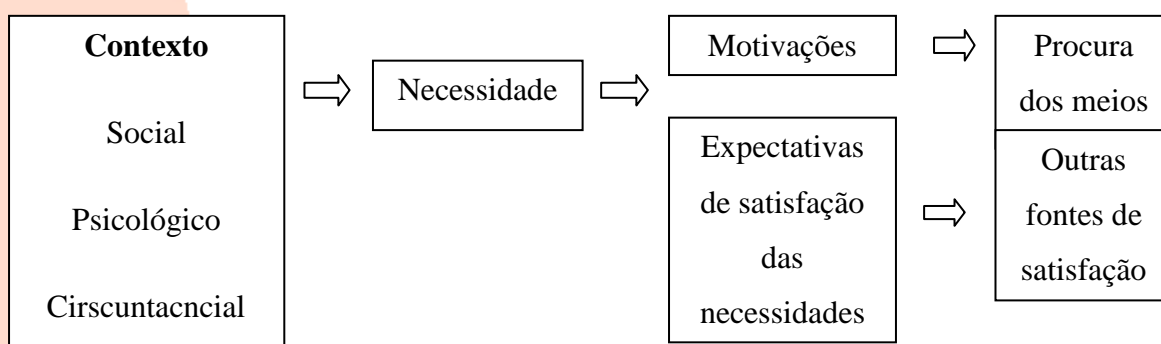 Contexto
Social
Psicológico
Cirscuntacncial
Necessidade
Motivações
Expectativas
de satisfação
das
necessidades
Procura
dos meios
Outras
fontes de
satisfação